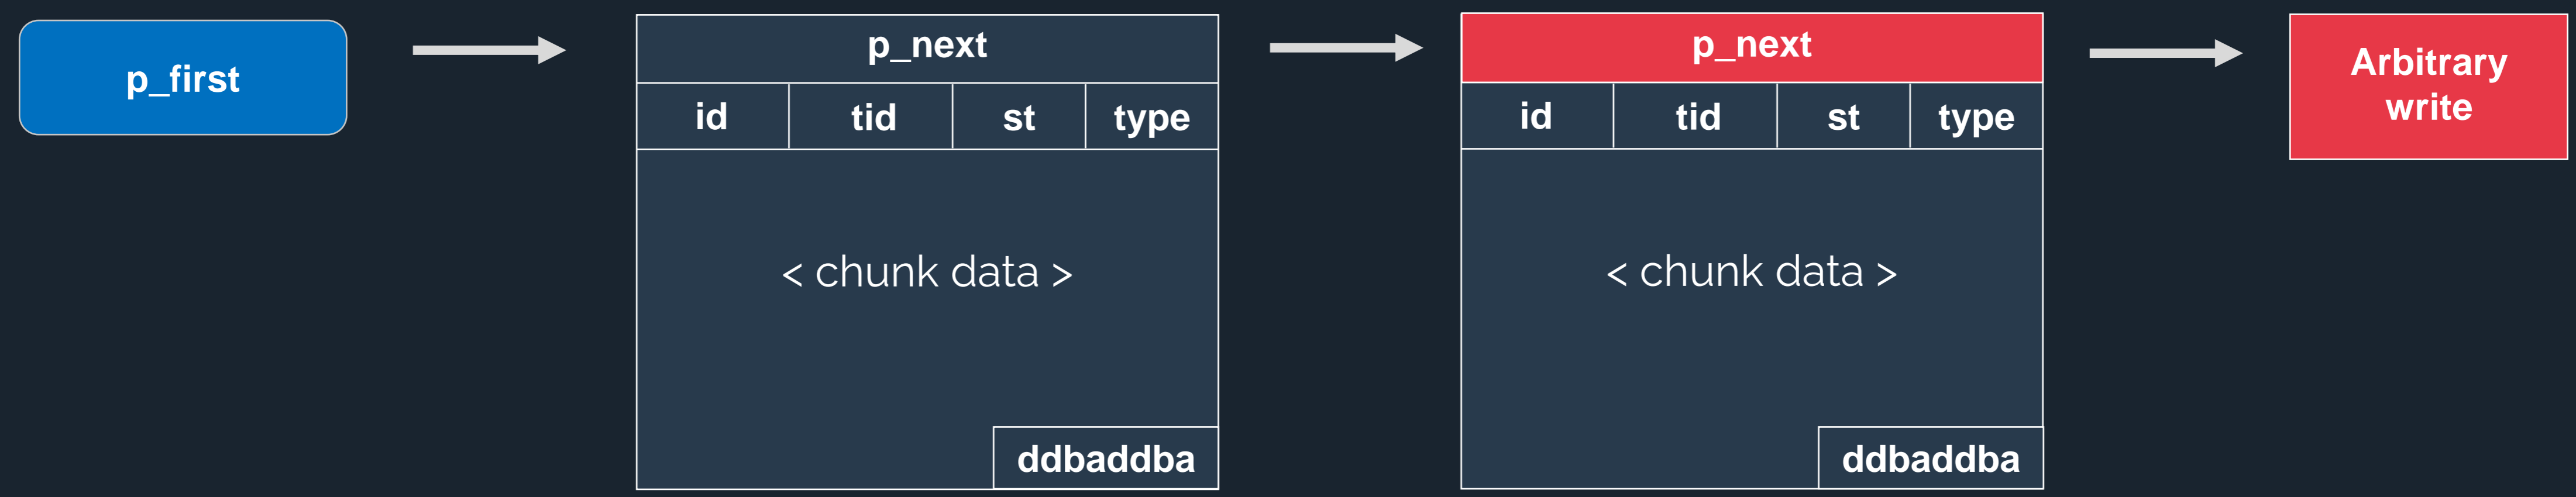 p_first
p_next
id tid st type
< chunk data >
ddbaddba
p_next
id tid st type
< chunk data >
ddbaddba
Arbitrary
write